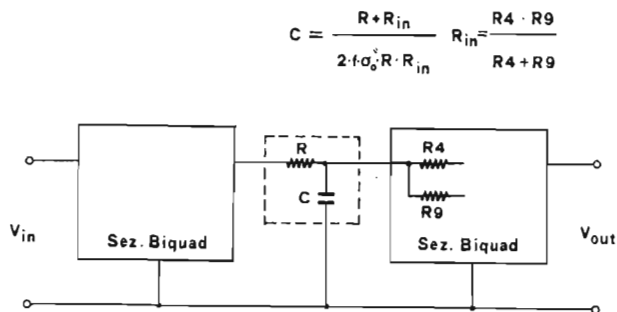 C = R+Rin / 2·f·σo·R·Rin   Rin = R4 · R9 / R4+R9
R
R4
C
R9
Vin
Sez. Biquad
Sez. Biquad
Vout